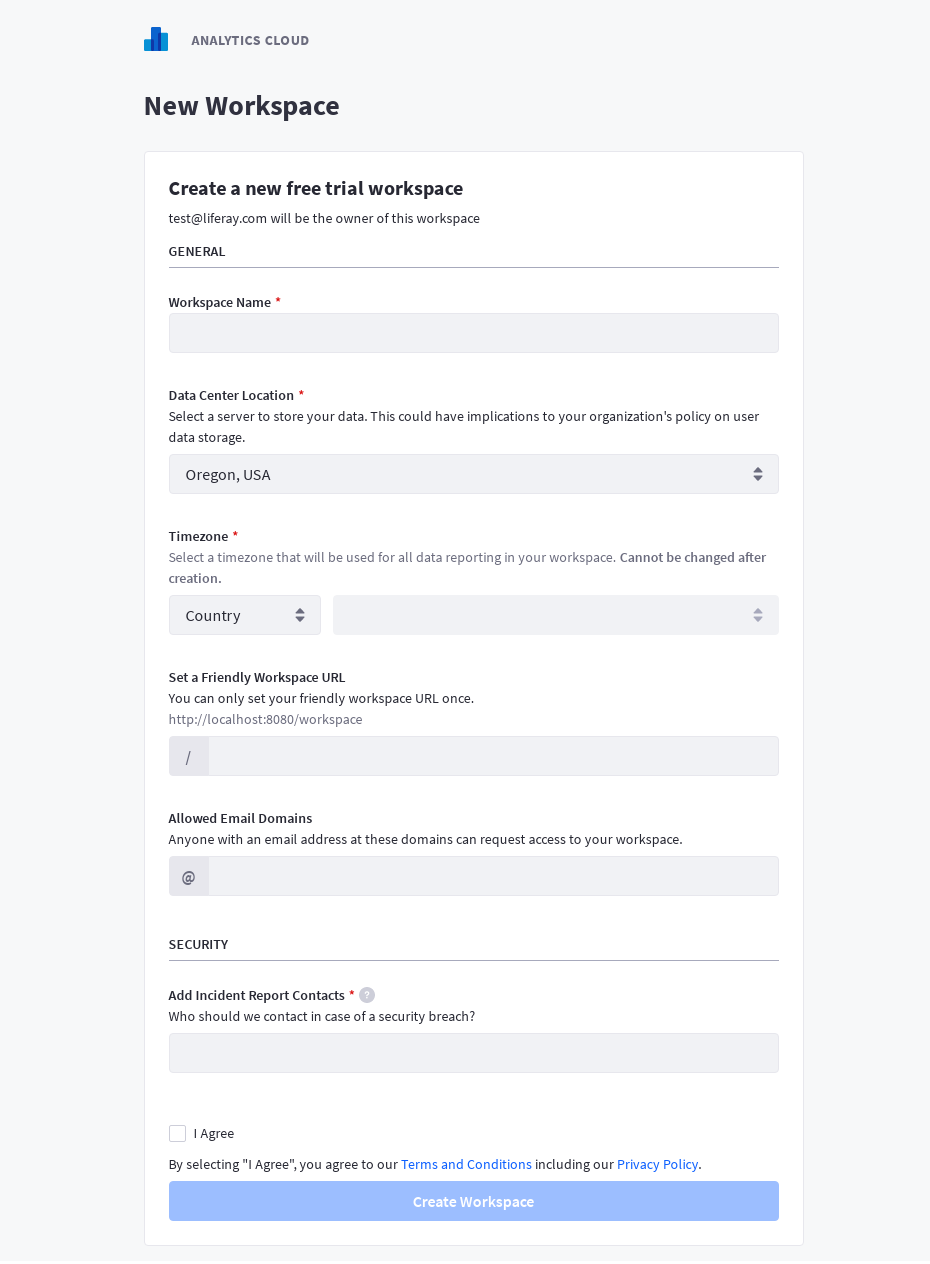 ANALYTICS CLOUD
New Workspace
Create a new free trial workspace
test@liferay.com will be the owner of this workspace
GENERAL
Workspace Name *
Data Center Location *
Select a server to store your data. This could have implications to your organization's policy on user
data storage.
Oregon, USA
Timezone *
Select a timezone that will be used for all data reporting in your workspace. Cannot be changed after
creation.
Country
Set a Friendly Workspace URL
You can only set your friendly workspace URL once.
http://localhost:8080/workspace
/
Allowed Email Domains
Anyone with an email address at these domains can request access to your workspace.
@
SECURITY
Add Incident Report Contacts * ?
Who should we contact in case of a security breach?
I Agree
By selecting "I Agree", you agree to our Terms and Conditions including our Privacy Policy.
Create Workspace